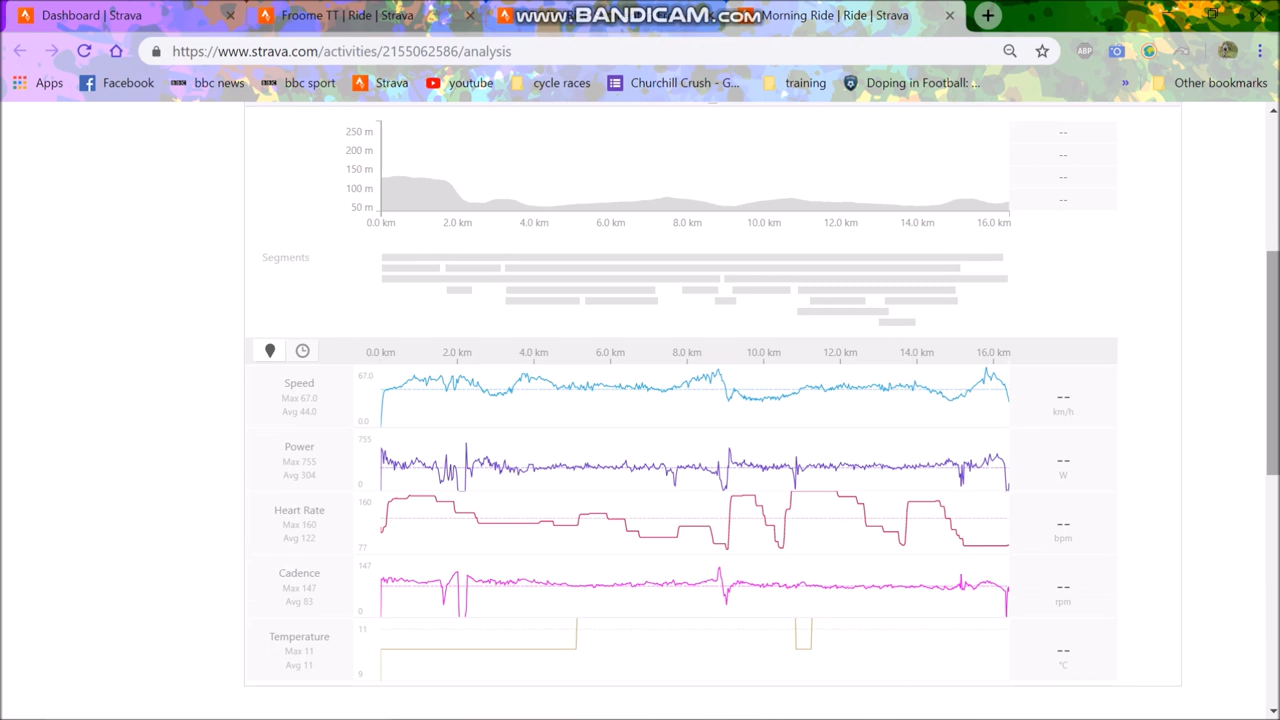 Dashboard | Strava
Froome TT | Ride | Strava
www.BANDICAM.com
Morning Ride | Ride | Strava
https://www.strava.com/activities/2155062586/analysis
ABP
Apps
Facebook
bbc news
bbc sport
Strava
youtube
cycle races
Churchill Crush - G...
training
Doping in Football: ...
»
Other bookmarks
250 m
200 m
150 m
100 m
50 m
--
--
--
--
0.0 km 2.0 km 4.0 km 6.0 km 8.0 km 10.0 km 12.0 km 14.0 km 16.0 km
Segments
0.0 km 2.0 km 4.0 km 6.0 km 8.0 km 10.0 km 12.0 km 14.0 km 16.0 km
Speed
Max 67.0
Avg 44.0
67.0
0.0
--
km/h
Power
Max 755
Avg 304
755
0
--
W
Heart Rate
Max 160
Avg 122
160
77
--
bpm
Cadence
Max 147
Avg 83
147
0
--
rpm
Temperature
Max 11
Avg 11
11
9
--
°C